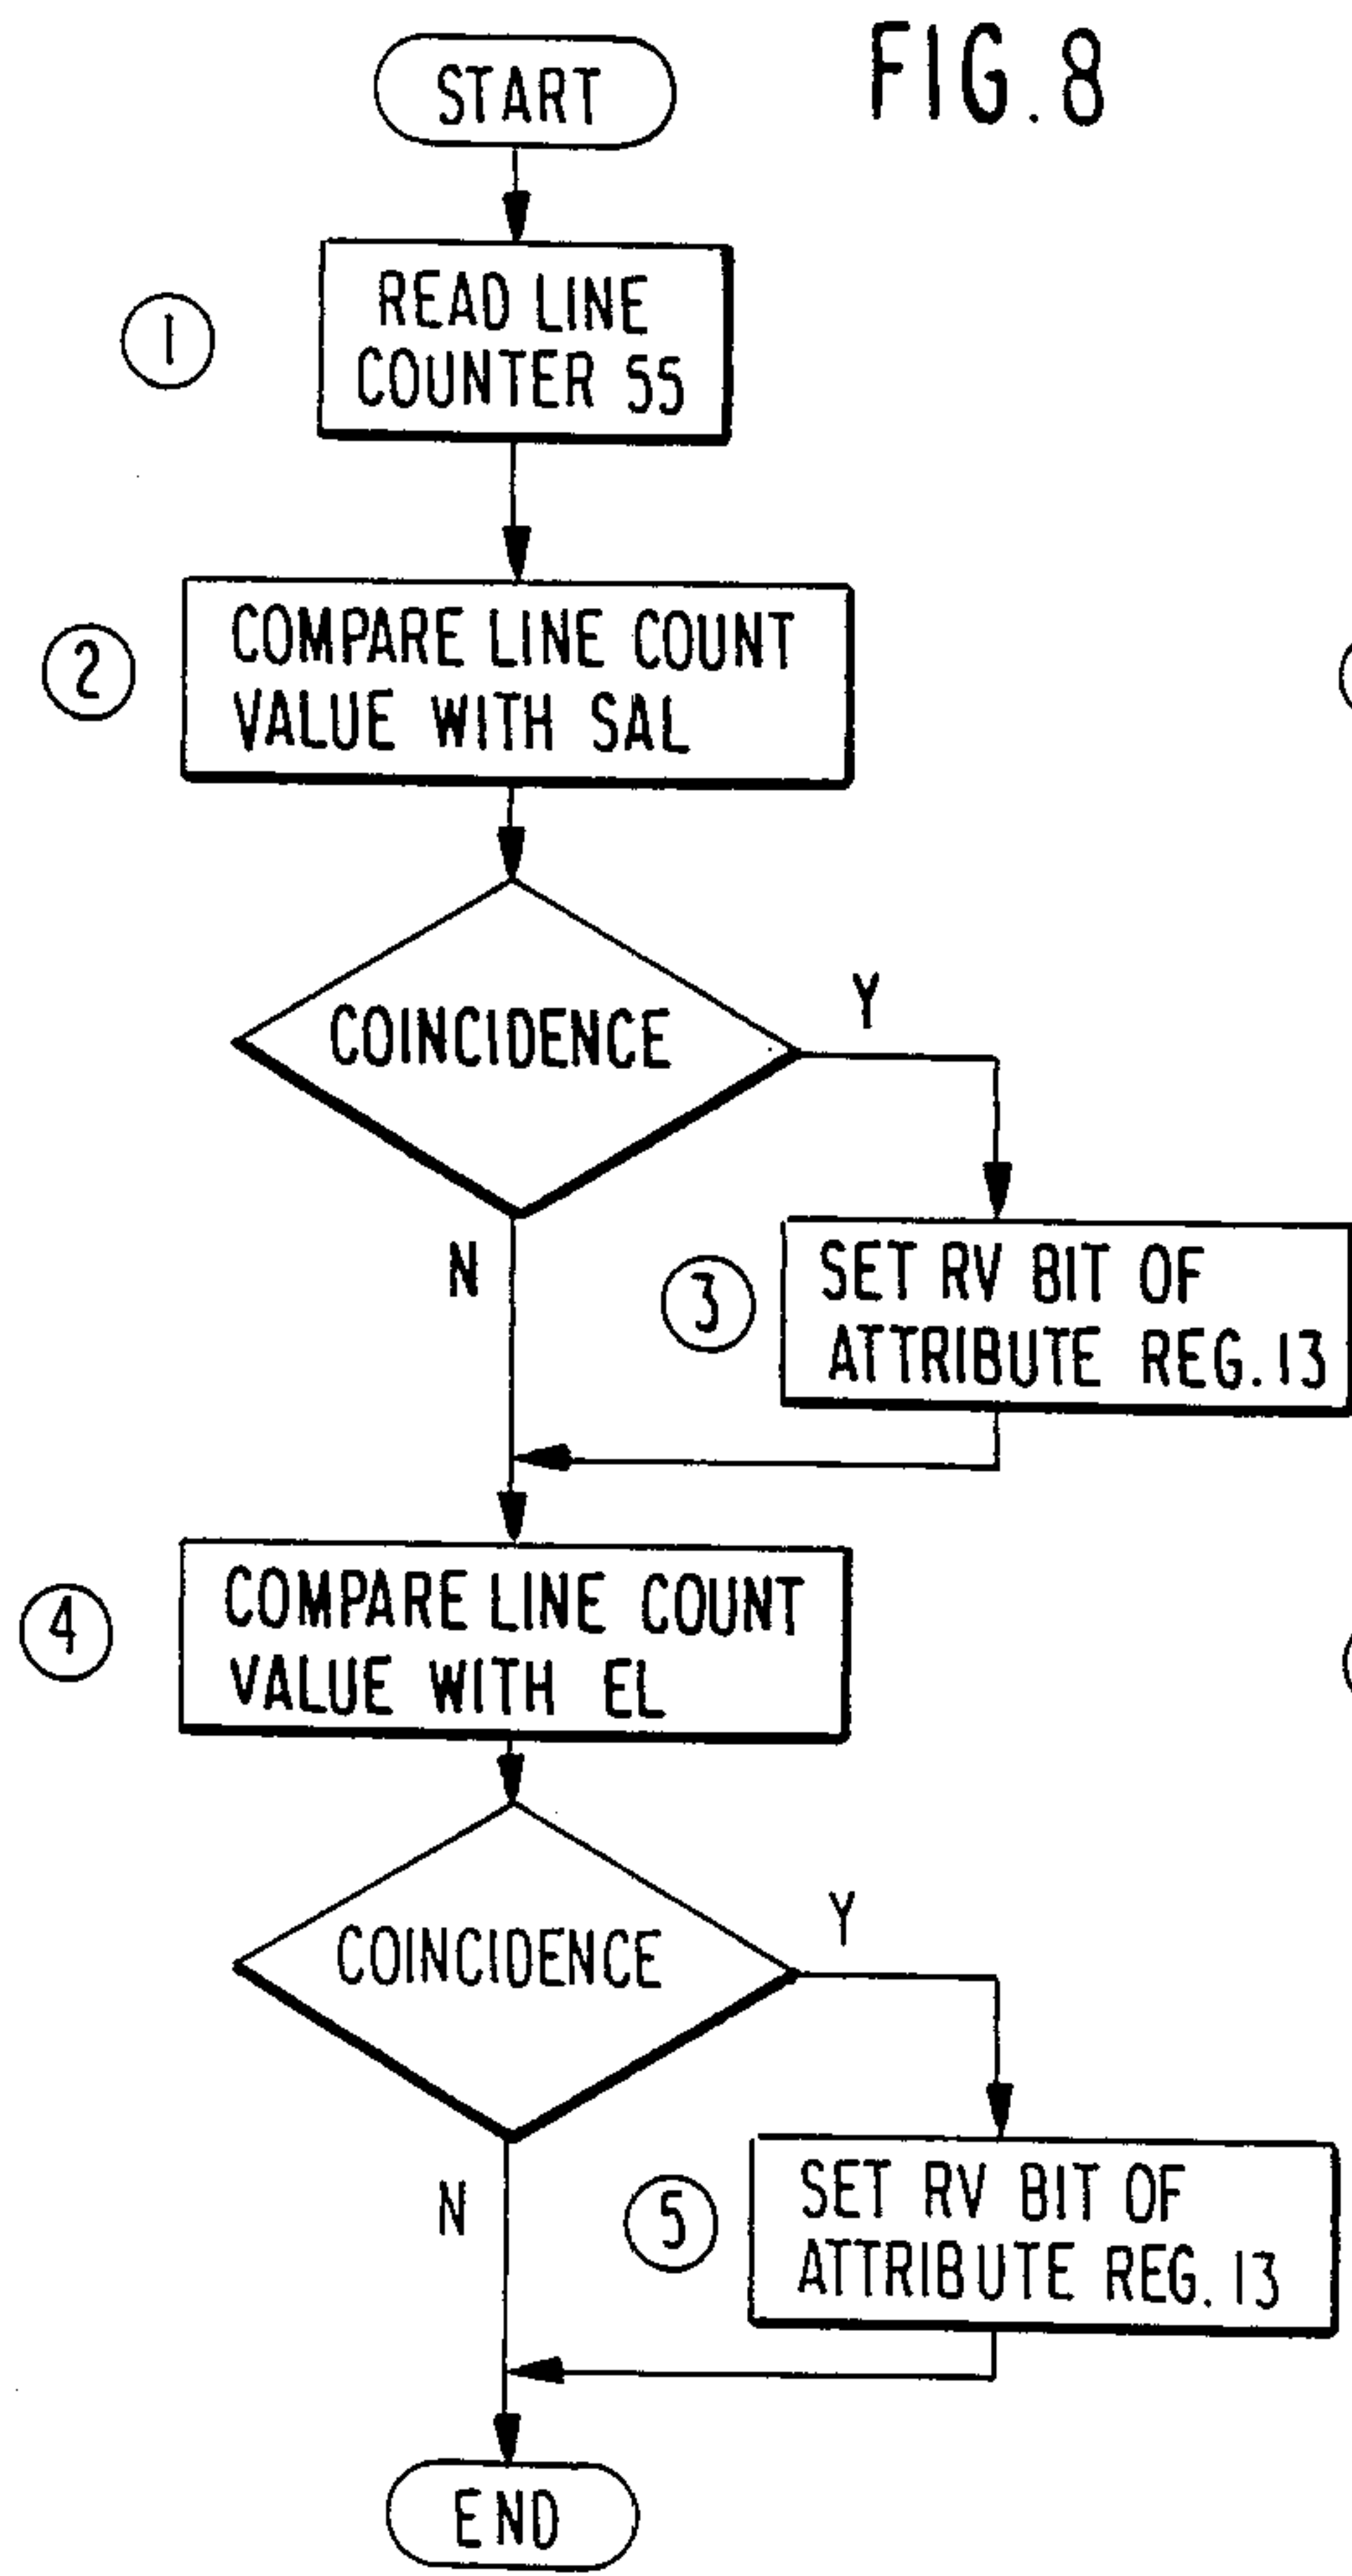 FIG. 8
START
1
READ LINE
COUNTER 55
2
COMPARE LINE COUNT
VALUE WITH SAL
COINCIDENCE
Y
N
3
SET RV BIT OF
ATTRIBUTE REG. 13
4
COMPARE LINE COUNT
VALUE WITH EL
COINCIDENCE
Y
N
5
SET RV BIT OF
ATTRIBUTE REG. 13
END